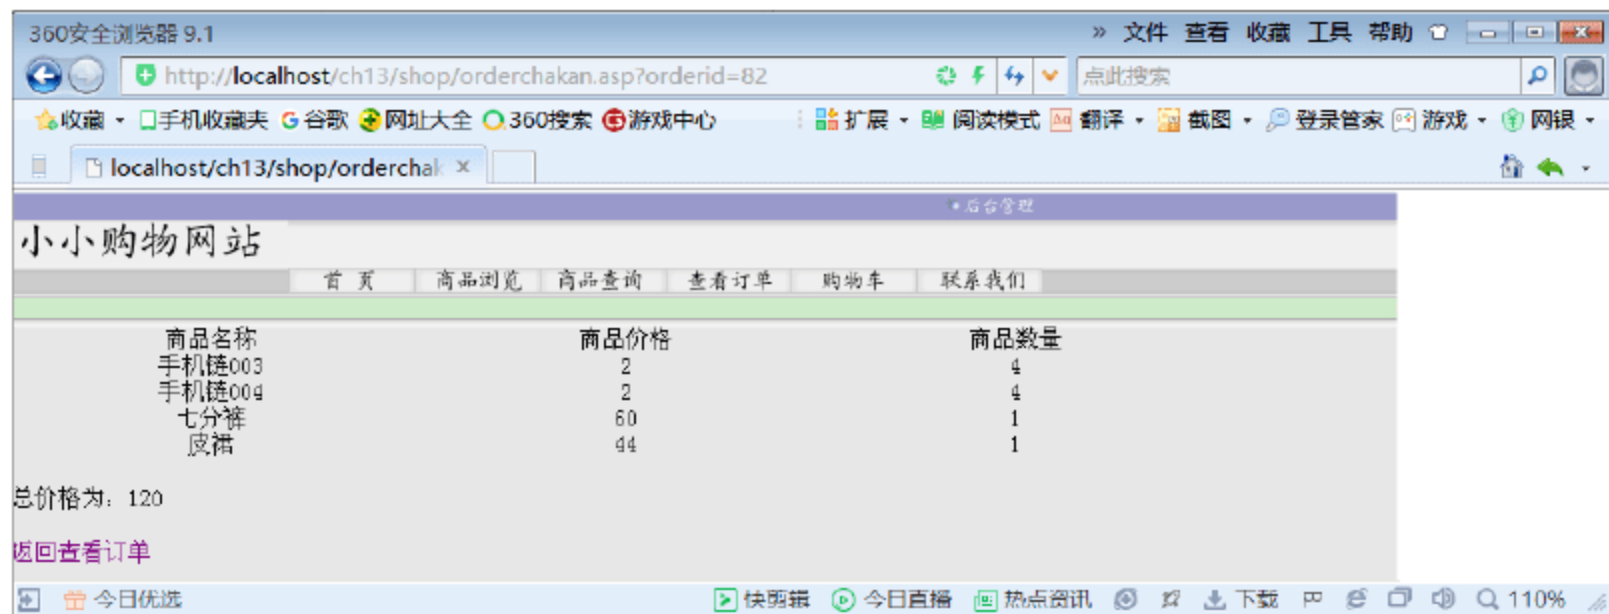 360安全浏览器 9.1 » 文件 查看 收藏 工具 帮助
http://localhost/ch13/shop/orderchakan.asp?orderid=82 点此搜索
收藏 手机收藏夹 谷歌 网址大全 360搜索 游戏中心 扩展 阅读模式 翻译 截图 登录管家 游戏 网银
localhost/ch13/shop/orderchak ×
后台管理
小小购物网站
首 页 商品浏览 商品查询 查看订单 购物车 联系我们
商品名称 商品价格 商品数量
手机链003 2 4
手机链004 2 4
七分裤 60 1
皮裙 44 1
总价格为：120
返回查看订单
今日优选 快剪辑 今日直播 热点资讯 下载 110%